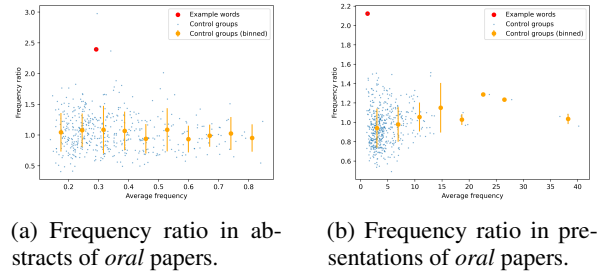 3.0
2.5
2.0
1.5
1.0
0.5
Frequency ratio
0.2 0.3 0.4 0.5 0.6 0.7 0.8
Average frequency
Example words
Control groups
Control groups (binned)
(a) Frequency ratio in ab-
stracts of oral papers.
2.2
2.0
1.8
1.6
1.4
1.2
1.0
0.8
0.6
Frequency ratio
0 5 10 15 20 25 30 35 40
Average frequency
Example words
Control groups
Control groups (binned)
(b) Frequency ratio in pre-
sentations of oral papers.